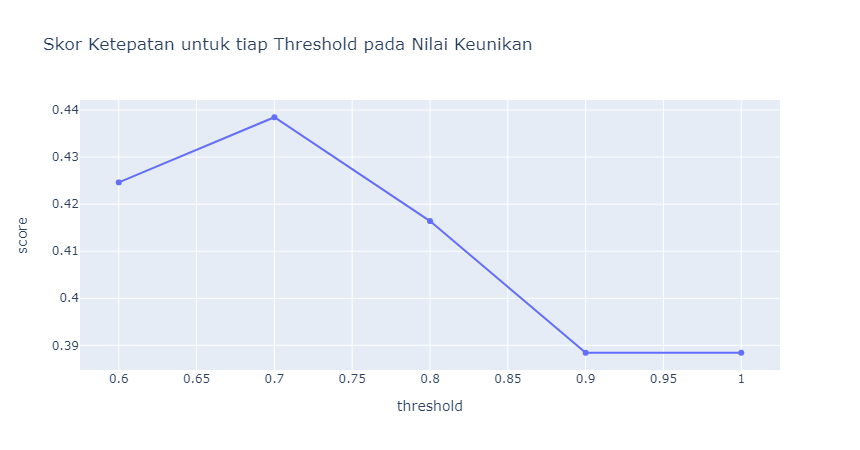 Skor Ketepatan untuk tiap Threshold pada Nilai Keunikan
score
0.44
0.43
0.42
0.41
0.4
0.39
0.6 0.65 0.7 0.75 0.8 0.85 0.9 0.95 1
threshold